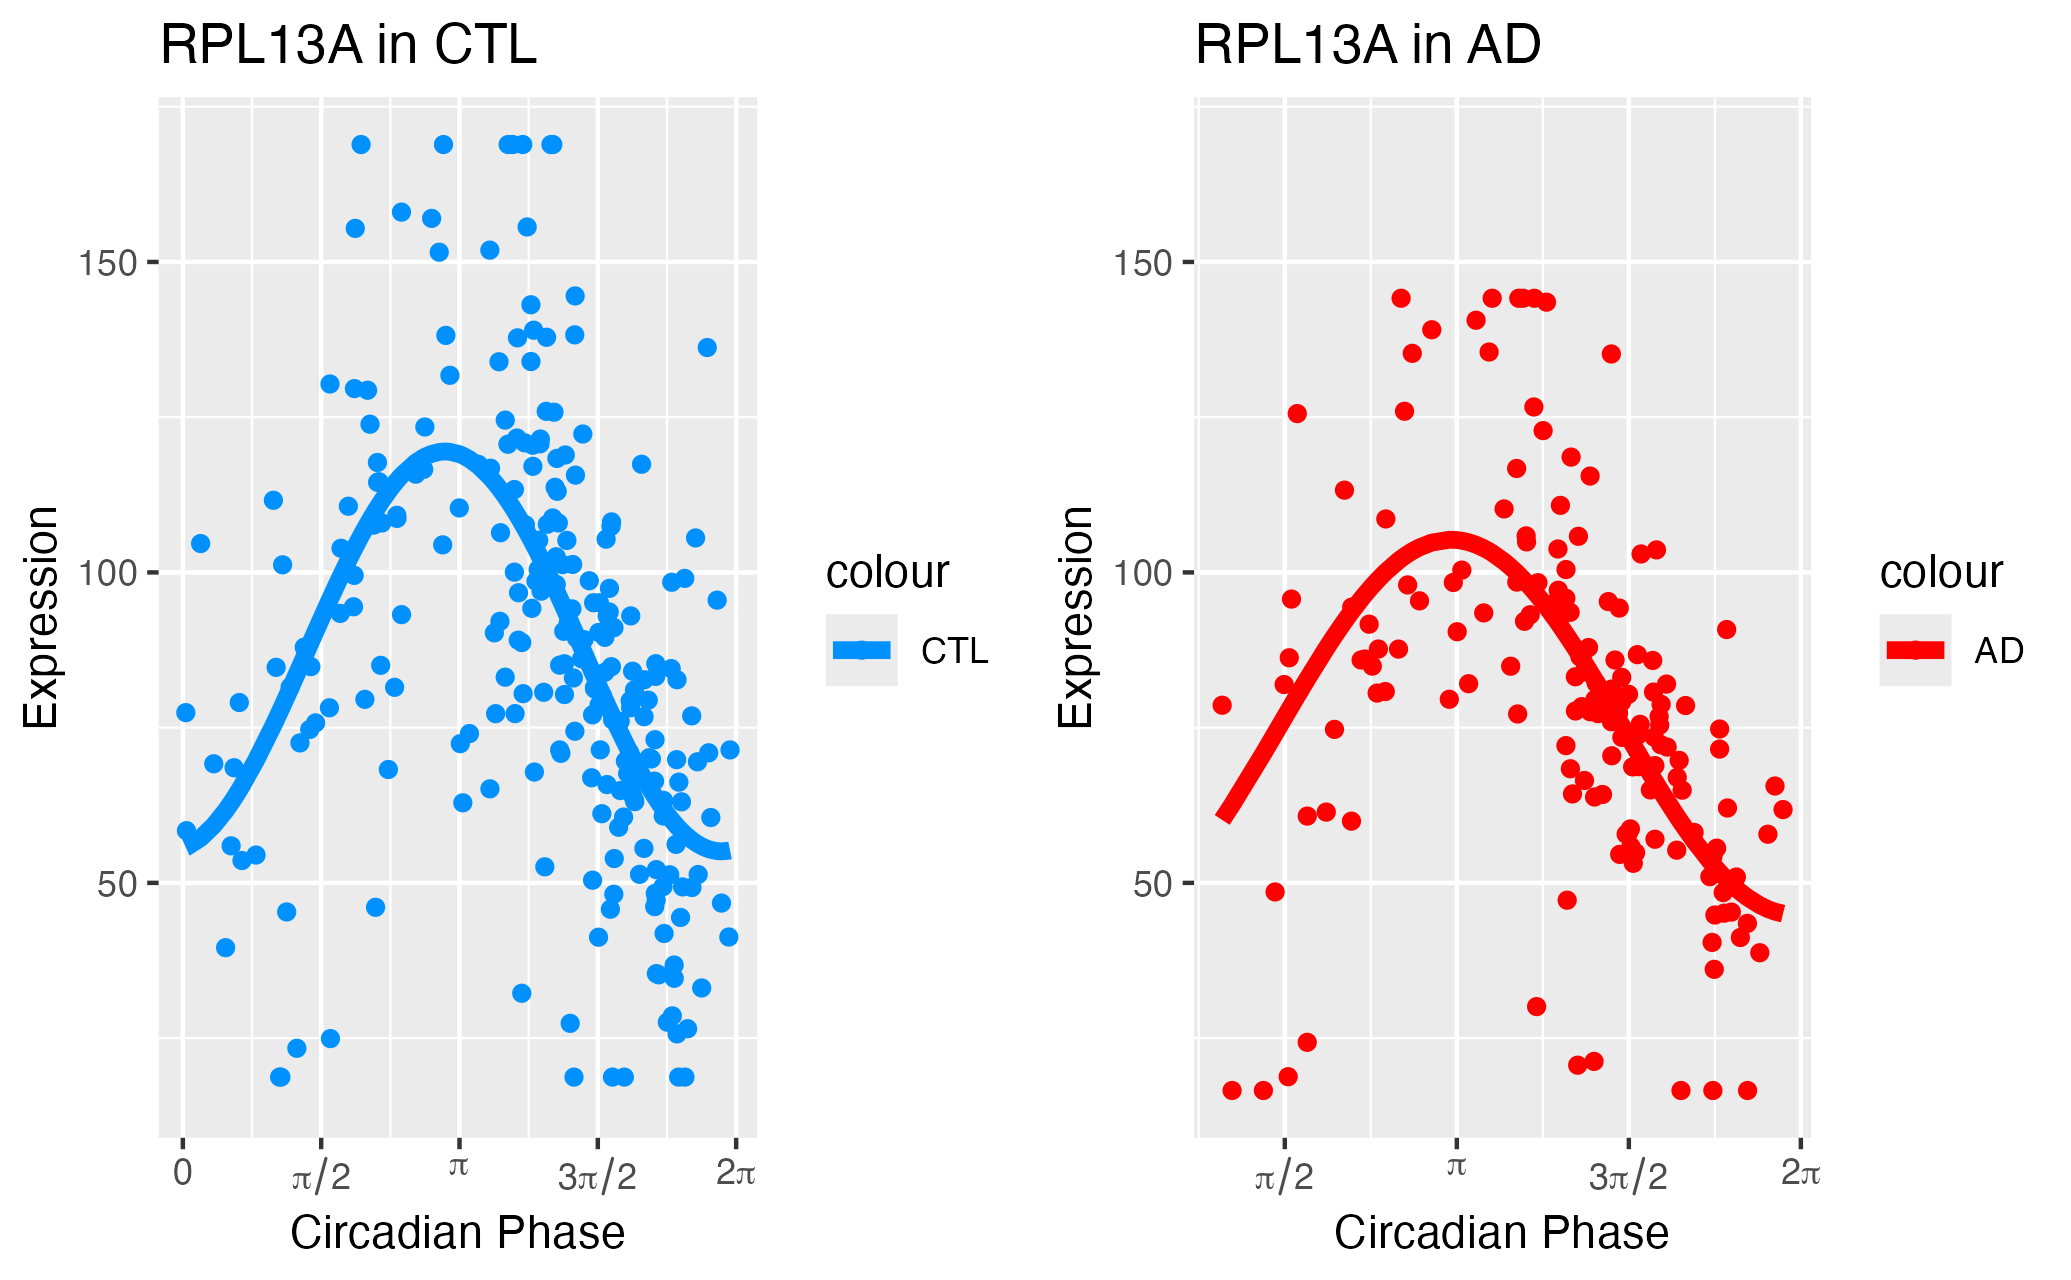 RPL13A in CTL
Expression
150
100
50
0 π/2 π 3π/2 2π
Circadian Phase
colour
CTL
RPL13A in AD
Expression
150
100
50
π/2 π 3π/2 2π
Circadian Phase
colour
AD